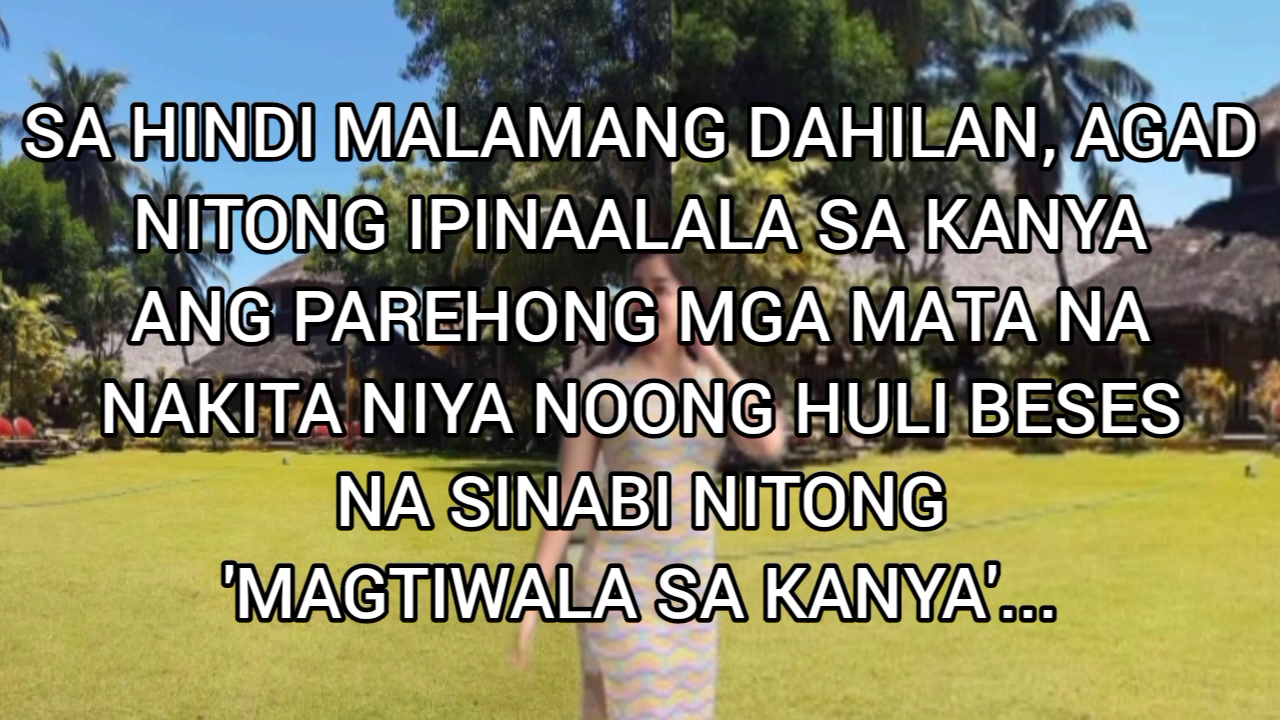 SA HINDI MALAMANG DAHILAN, AGAD
NITONG IPINAALALA SA KANYA
ANG PAREHONG MGA MATA NA
NAKITA NIYA NOONG HULI BESES
NA SINABI NITONG
'MAGTIWALA SA KANYA'...